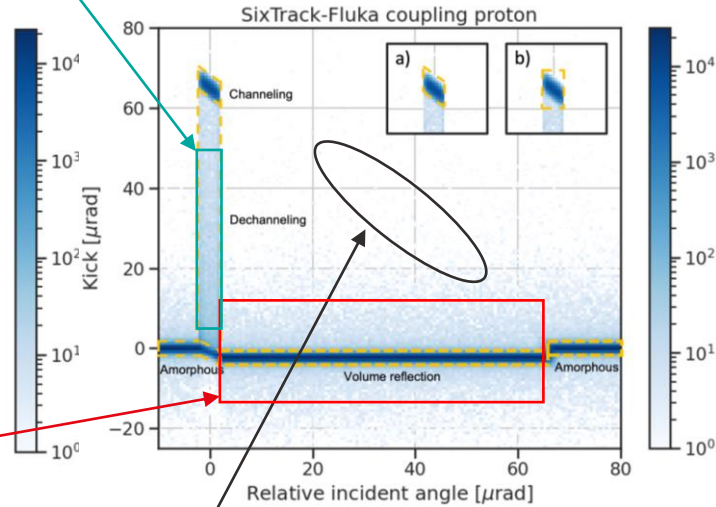 SixTrack-Fluka coupling proton
80
60
40
20
0
−20
Kick [μrad]
0
20
40
60
80
Relative incident angle [μrad]
Channeling
Dechanneling
Amorphous
Volume reflection
Amorphous
a)
b)
10⁴
10³
10²
10¹
10⁰
10⁴
10³
10²
10¹
10⁰